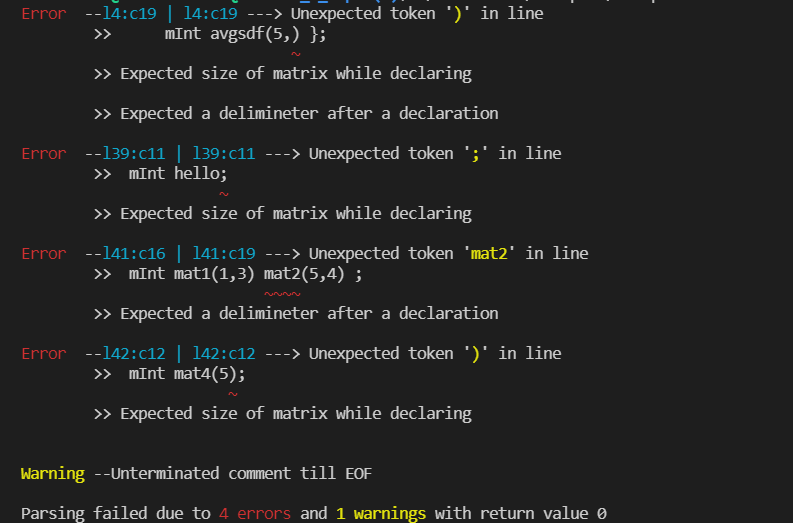 Error  --l4:c19 | l4:c19 ---> Unexpected token ')' in line
>>      mInt avgsdf(5,) };
~
>> Expected size of matrix while declaring
>> Expected a delimineter after a declaration
Error  --l39:c11 | l39:c11 ---> Unexpected token ';' in line
>>  mInt hello;
~
>> Expected size of matrix while declaring
Error  --l41:c16 | l41:c19 ---> Unexpected token 'mat2' in line
>>  mInt mat1(1,3) mat2(5,4) ;
~~~~
>> Expected a delimineter after a declaration
Error  --l42:c12 | l42:c12 ---> Unexpected token ')' in line
>>  mInt mat4(5);
~
>> Expected size of matrix while declaring
Warning --Unterminated comment till EOF
Parsing failed due to 4 errors and 1 warnings with return value 0